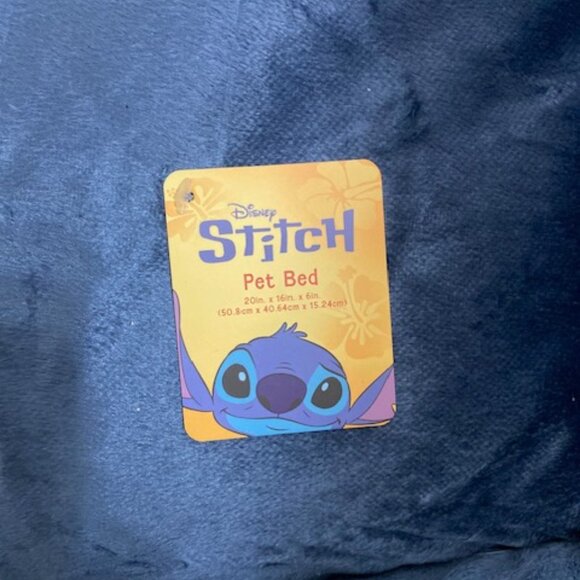 Disney
Stitch
Pet Bed
20in. x 16in. x 6in.
(50.8cm x 40.64cm x 15.24cm)